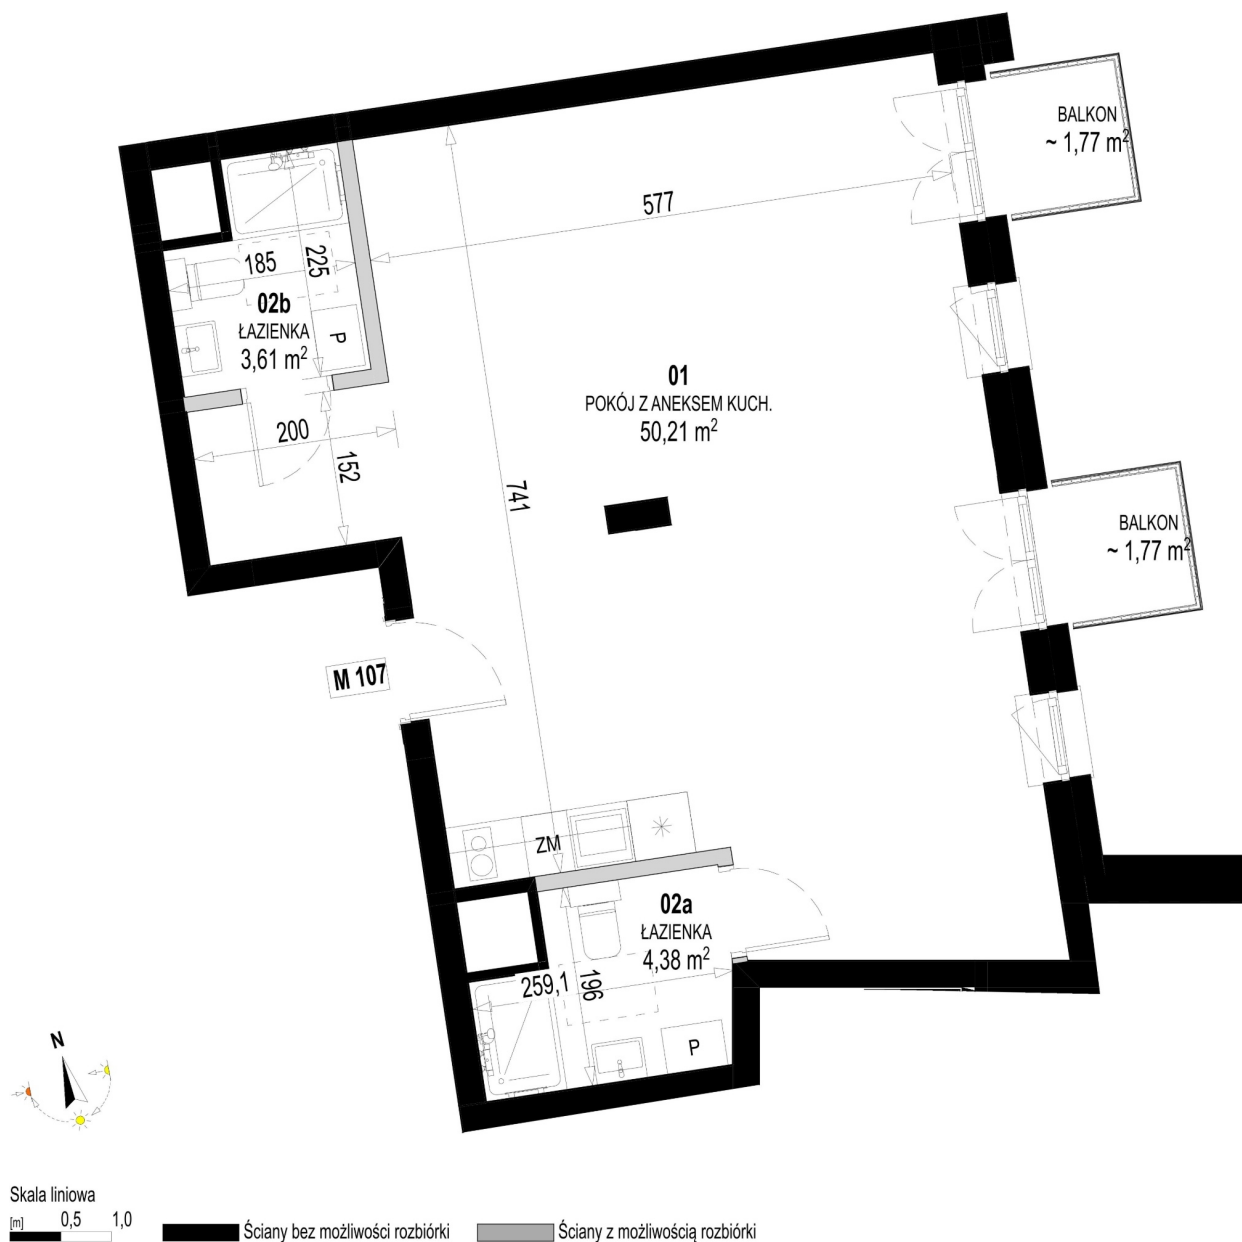 BALKON
~ 1,77 m²
577
185
225
02b
ŁAZIENKA
3,61 m²
P
01
POKÓJ Z ANEKSEM KUCH.
50,21 m²
200
152
741
BALKON
~ 1,77 m²
M 107
ZM
02a
ŁAZIENKA
4,38 m²
259,1
196
P
N
Skala liniowa
[m] 0,5 1,0
Ściany bez możliwości rozbiórki
Ściany z możliwością rozbiórki